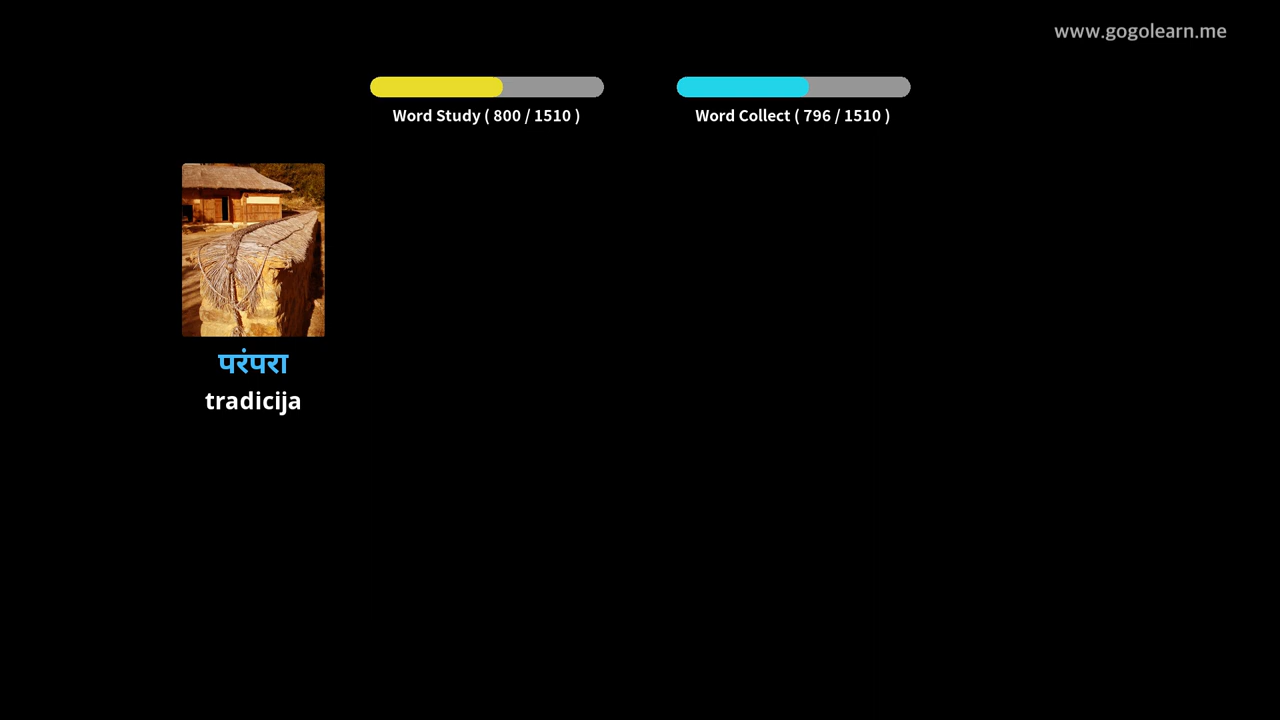 www.gogolearn.me
Word Study ( 800 / 1510 )
Word Collect ( 796 / 1510 )
परंपरा
tradicija